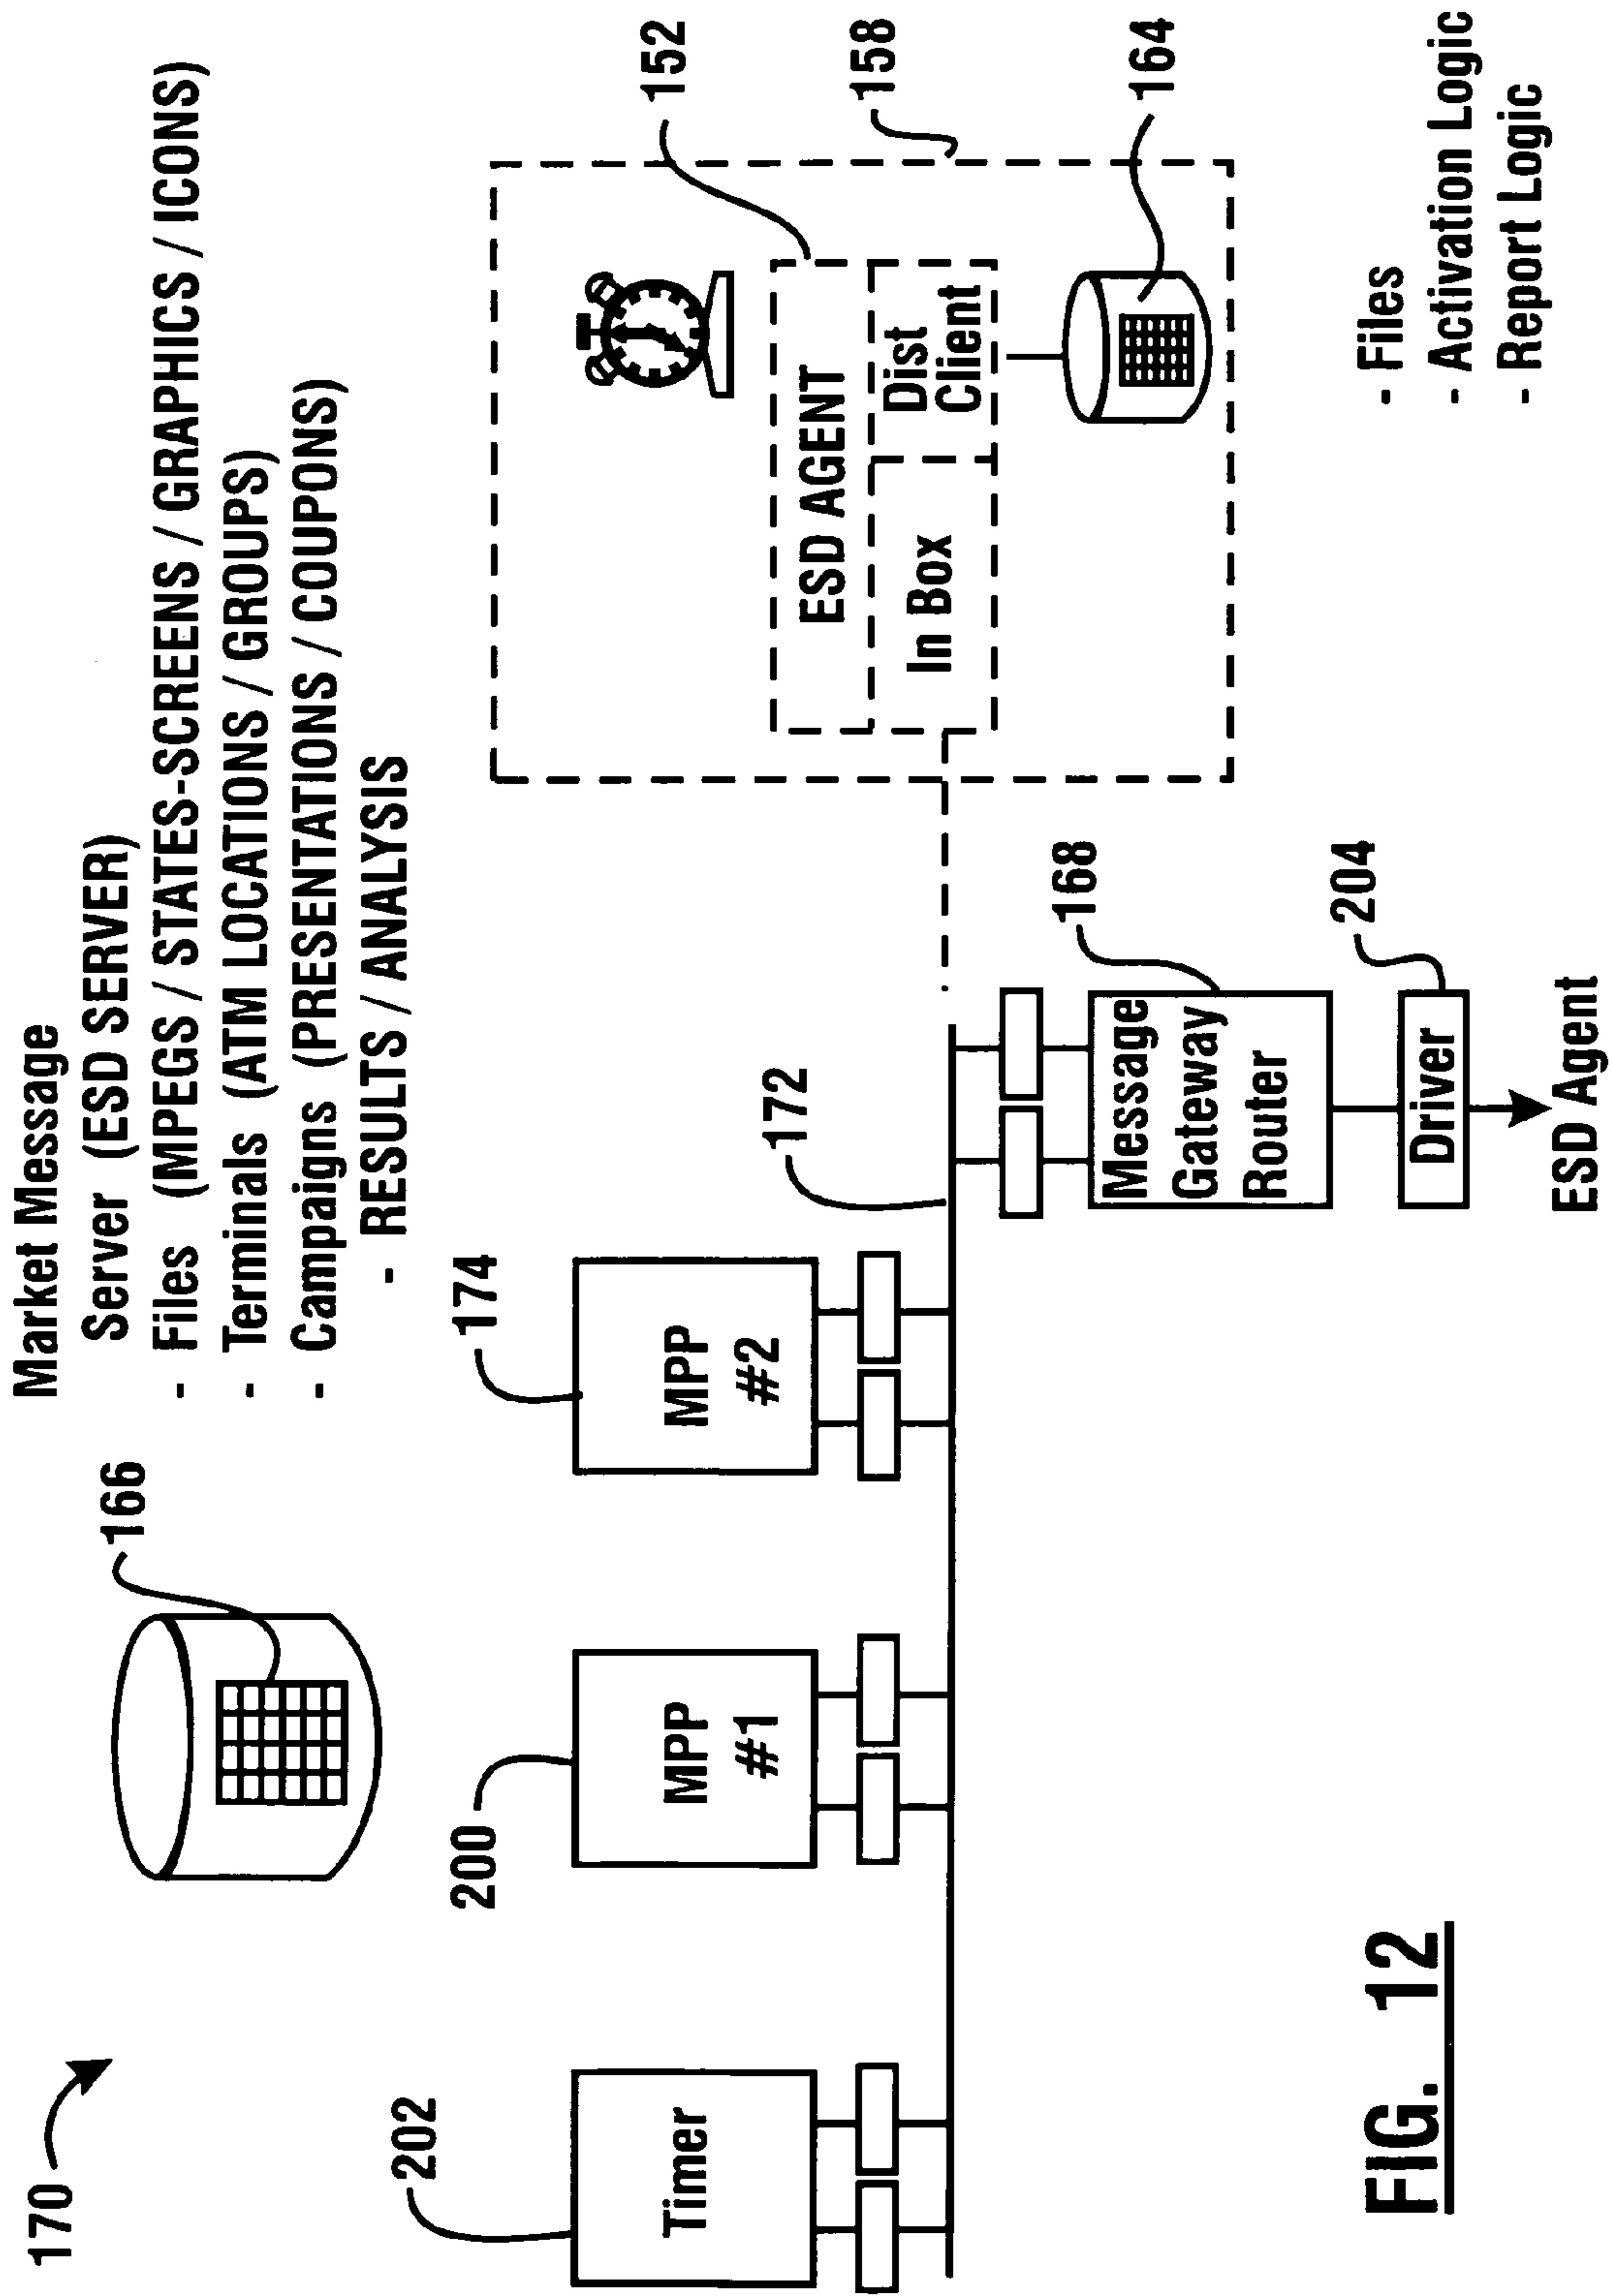 170
166
Market Message
Server (ESD SERVER)
- Files (MPEGS / STATES-SCREENS / GRAPHICS / ICONS)
- Terminals (ATM LOCATIONS / GROUPS)
- Campaigns (PRESENTATIONS / COUPONS)
- RESULTS / ANALYSIS
202
Timer
200
MPP
#1
174
MPP
#2
172
152
158
ESD AGENT
In Box
Dist
Client
164
168
Message
Gateway
Router
204
Driver
ESD Agent
- Files
- Activation Logic
- Report Logic
FIG. 12